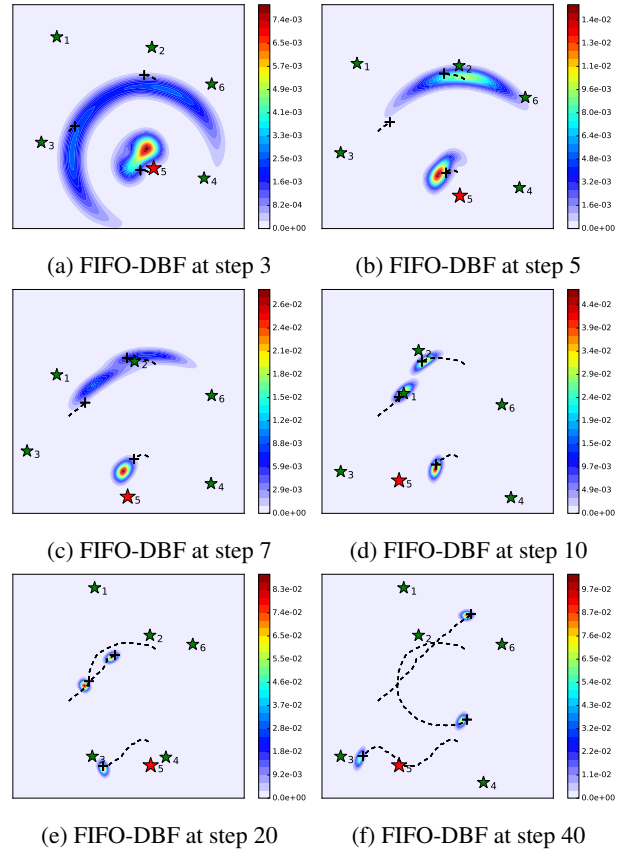 1
2
6
3
5
4
7.4e-03
6.6e-03
5.7e-03
4.9e-03
4.1e-03
3.3e-03
2.5e-03
1.6e-03
8.2e-04
0.0e+00
(a) FIFO-DBF at step 3
1
2
6
3
4
5
1.4e-02
1.3e-02
1.1e-02
9.4e-03
7.8e-03
6.3e-03
4.7e-03
3.1e-03
1.6e-03
0.0e+00
(b) FIFO-DBF at step 5
2
1
6
3
4
5
2.6e-02
2.4e-02
2.1e-02
1.8e-02
1.5e-02
1.2e-02
8.8e-03
5.9e-03
2.9e-03
0.0e+00
(c) FIFO-DBF at step 7
2
1
6
3
5
4
4.4e-02
3.9e-02
3.4e-02
2.9e-02
2.4e-02
1.9e-02
1.5e-02
9.7e-03
4.8e-03
0.0e+00
(d) FIFO-DBF at step 10
1
2
6
3
4
5
8.3e-02
7.4e-02
6.4e-02
5.5e-02
4.6e-02
3.7e-02
2.8e-02
1.8e-02
9.2e-03
0.0e+00
(e) FIFO-DBF at step 20
1
2
6
3
5
4
9.7e-02
8.7e-02
7.6e-02
6.5e-02
5.4e-02
4.3e-02
3.2e-02
2.2e-02
1.1e-02
0.0e+00
(f) FIFO-DBF at step 40